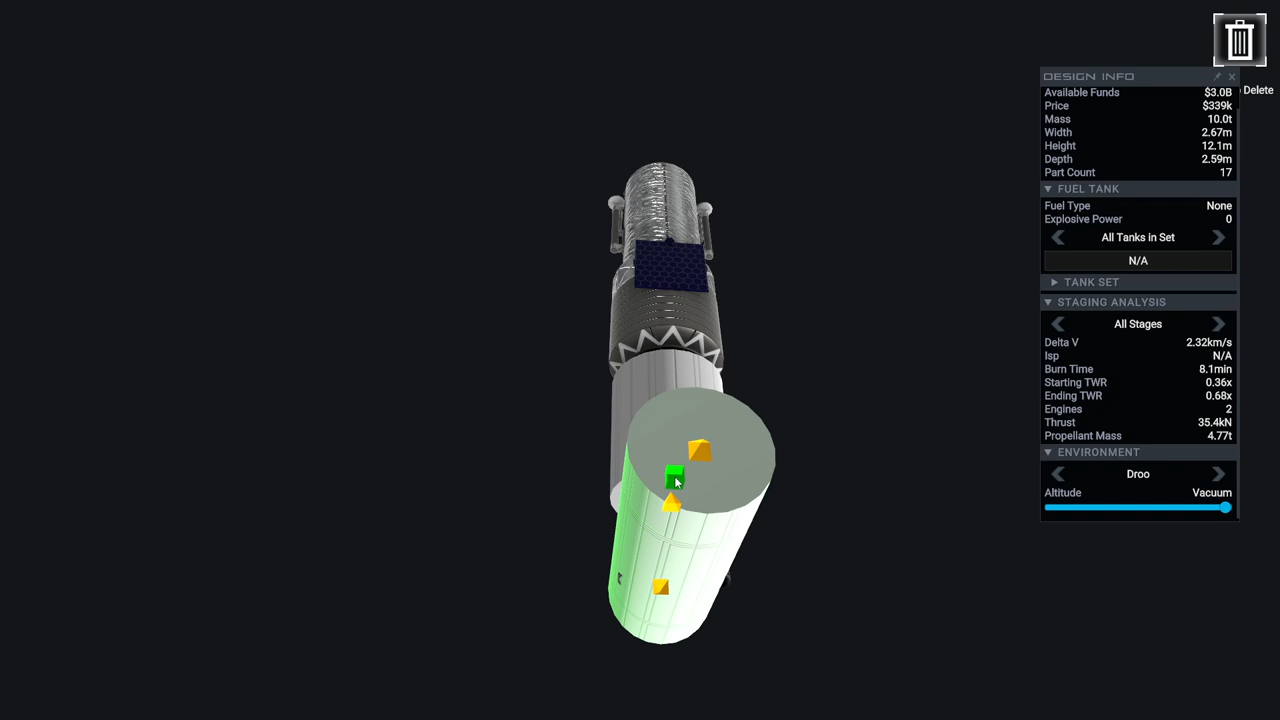 DESIGN INFO
Delete
Available Funds $3.0B
Price $339k
Mass 10.0t
Width 2.67m
Height 12.1m
Depth 2.59m
Part Count 17
FUEL TANK
Fuel Type None
Explosive Power 0
All Tanks in Set
N/A
TANK SET
STAGING ANALYSIS
All Stages
Delta V 2.32km/s
Isp N/A
Burn Time 8.1min
Starting TWR 0.36x
Ending TWR 0.68x
Engines 2
Thrust 35.4kN
Propellant Mass 4.77t
ENVIRONMENT
Droo
Altitude Vacuum